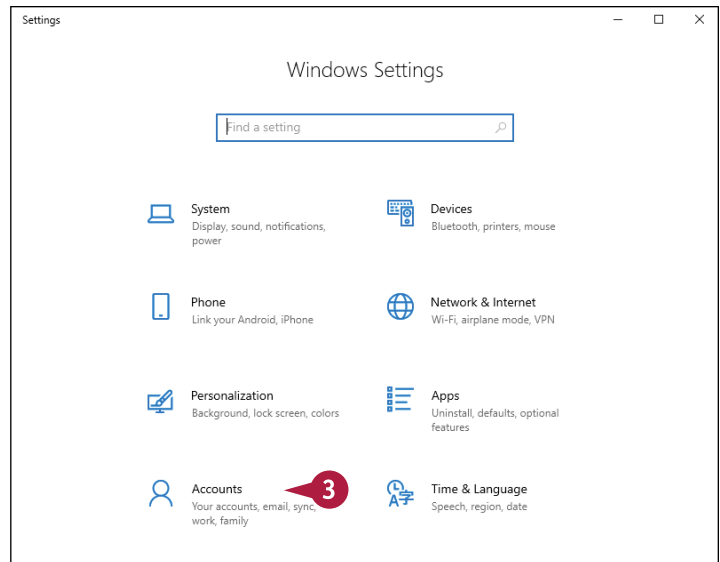 Settings
Windows Settings
Find a setting
System
Display, sound, notifications,
power
Devices
Bluetooth, printers, mouse
Phone
Link your Android, iPhone
Network & Internet
Wi-Fi, airplane mode, VPN
Personalization
Background, lock screen, colors
Apps
Uninstall, defaults, optional
features
Accounts
Your accounts, email, sync,
work, family
3
A字
Time & Language
Speech, region, date